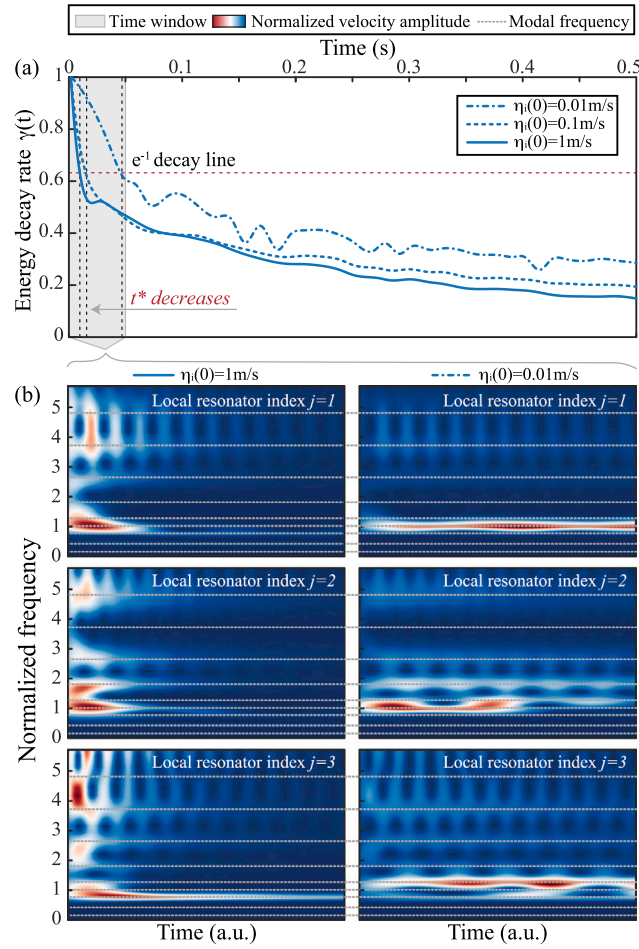 Time window Normalized velocity amplitude Modal frequency
Time (s)
(a) 0 0.1 0.2 0.3 0.4 0.5
1
0.8
0.6
0.4
0.2
0
Energy decay rate γ(t)
ηi(0)=0.01m/s
ηi(0)=0.1m/s
ηi(0)=1m/s
e⁻¹ decay line
t* decreases
(b) ηi(0)=1m/s ηi(0)=0.01m/s
Normalized frequency
Local resonator index j=1 Local resonator index j=1
5
4
3
2
1
0
Local resonator index j=2 Local resonator index j=2
5
4
3
2
1
0
Local resonator index j=3 Local resonator index j=3
5
4
3
2
1
0
Time (a.u.) Time (a.u.)